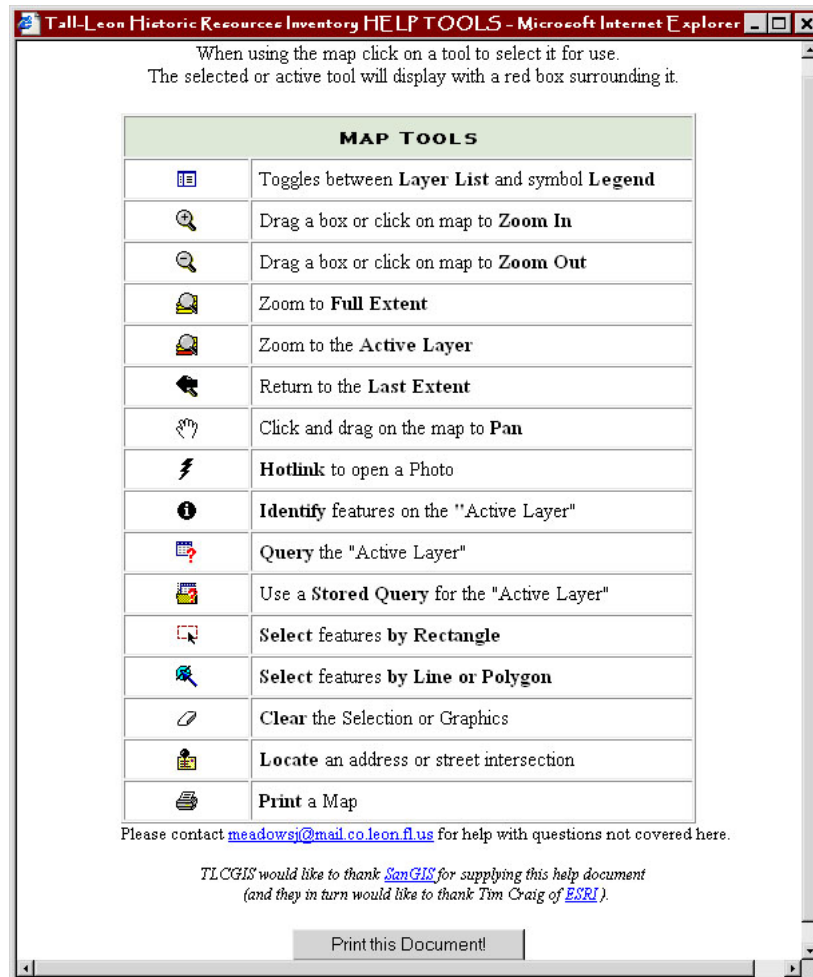 Tall-Leon Historic Resources Inventory HELP TOOLS - Microsoft Internet Explorer
When using the map click on a tool to select it for use.
The selected or active tool will display with a red box surrounding it.
MAP TOOLS
Toggles between Layer List and symbol Legend
Drag a box or click on map to Zoom In
Drag a box or click on map to Zoom Out
Zoom to Full Extent
Zoom to the Active Layer
Return to the Last Extent
Click and drag on the map to Pan
Hotlink to open a Photo
Identify features on the "Active Layer"
Query the "Active Layer"
Use a Stored Query for the "Active Layer"
Select features by Rectangle
Select features by Line or Polygon
Clear the Selection or Graphics
Locate an address or street intersection
Print a Map
Please contact meadowsj@mail.co.leon.fl.us for help with questions not covered here.
TLCGIS would like to thank SanGIS for supplying this help document
(and they in turn would like to thank Tim Craig of ESRI ).
Print this Document!